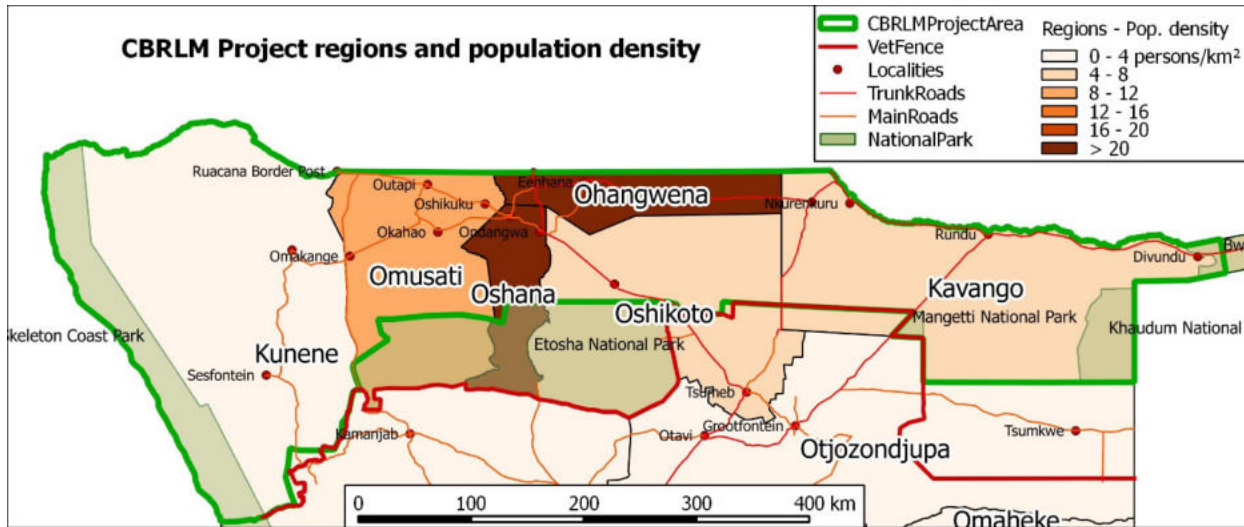 CBRLM Project regions and population density
CBRLMProjectArea
VetFence
Localities
TrunkRoads
MainRoads
NationalPark
Regions - Pop. density
0 - 4 persons/km²
4 - 8
8 - 12
12 - 16
16 - 20
> 20
Ruacana Border Post
Outapi
Eenhana
Ohangwena
Oshikuku
Nkurenkuru
Okahao
Ondangwa
Rundu
Bw
Omakange
Divundu
Omusati
Oshana
Kavango
Oshikoto
Mangetti National Park
Khaudum National
Skeleton Coast Park
Etosha National Park
Kunene
Sesfontein
Tsumeb
Grootfontein
Kamanjab
Otavi
Tsumkwe
Otjozondjupa
0 100 200 300 400 km
Omaheke